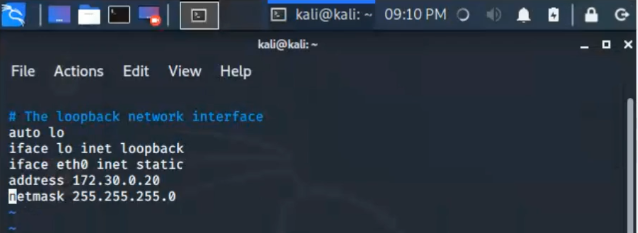 kali@kali: ~ 09:10 PM
kali@kali: ~
File Actions Edit View Help
# The loopback network interface
auto lo
iface lo inet loopback
iface eth0 inet static
address 172.30.0.20
netmask 255.255.255.0
~
~